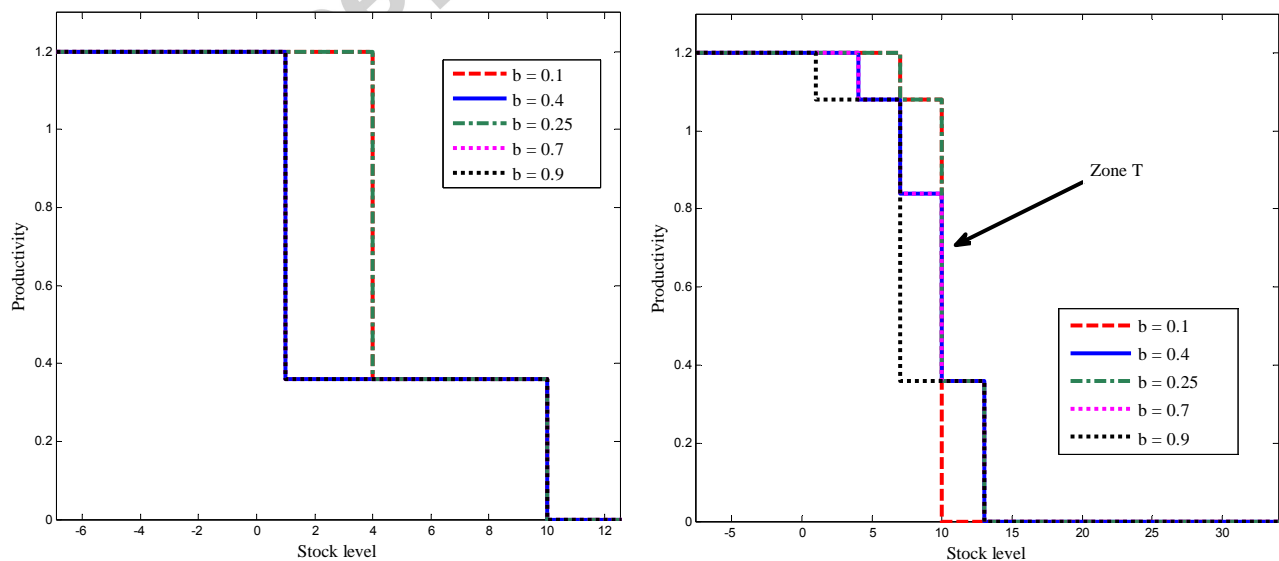 1.2
1
0.8
0.6
0.4
0.2
0
Productivity
-6
-4
-2
0
2
4
6
8
10
12
Stock level
b = 0.1
b = 0.4
b = 0.25
b = 0.7
b = 0.9
1.2
1
0.8
0.6
0.4
0.2
0
Productivity
-5
0
5
10
15
20
25
30
Stock level
Zone T
b = 0.1
b = 0.4
b = 0.25
b = 0.7
b = 0.9